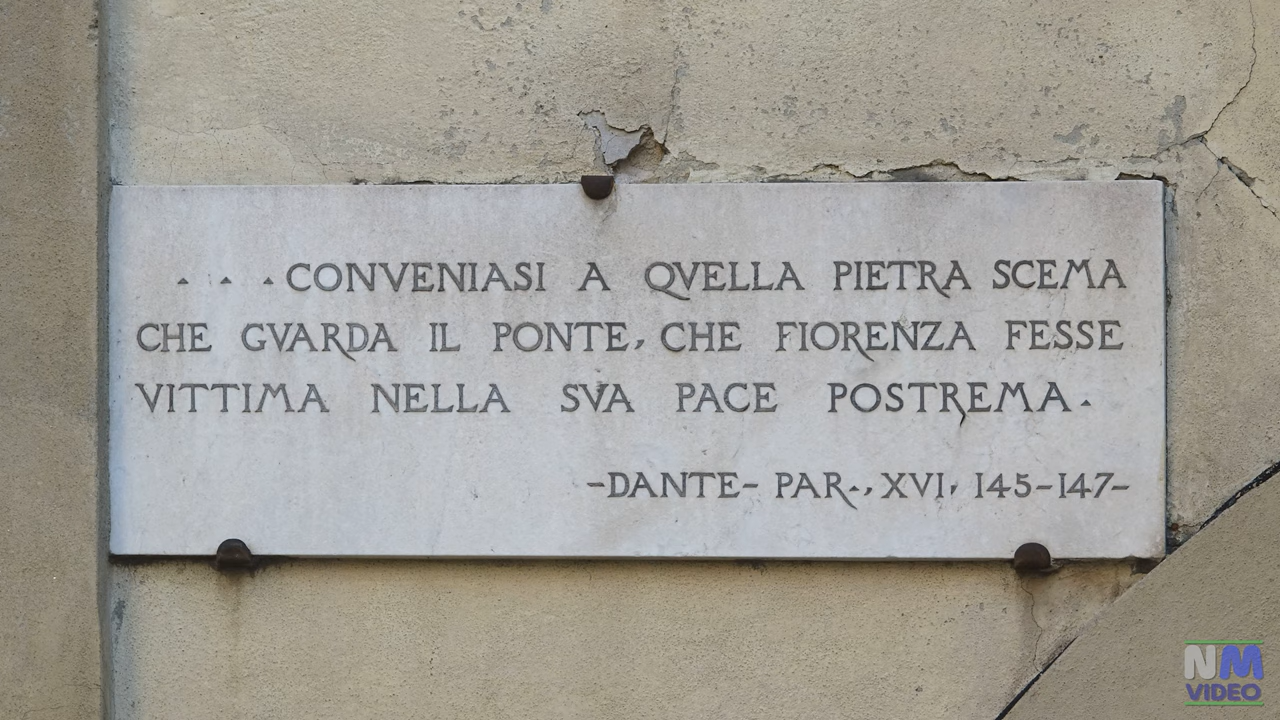 . . . CONVENIASI A QVELLA PIETRA SCEMA
CHE GVARDA IL PONTE, CHE FIORENZA FESSE
VITTIMA NELLA SVA PACE POSTREMA.
-DANTE- PAR., XVI, 145-147-
NM
VIDEO